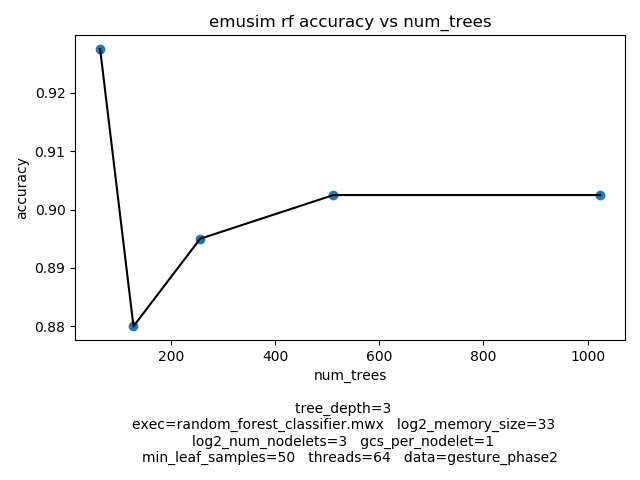 emusim rf accuracy vs num_trees
0.92
0.91
0.90
0.89
0.88
accuracy
200 400 600 800 1000
num_trees
tree_depth=3
exec=random_forest_classifier.mwx log2_memory_size=33
log2_num_nodelets=3 gcs_per_nodelet=1
min_leaf_samples=50 threads=64 data=gesture_phase2